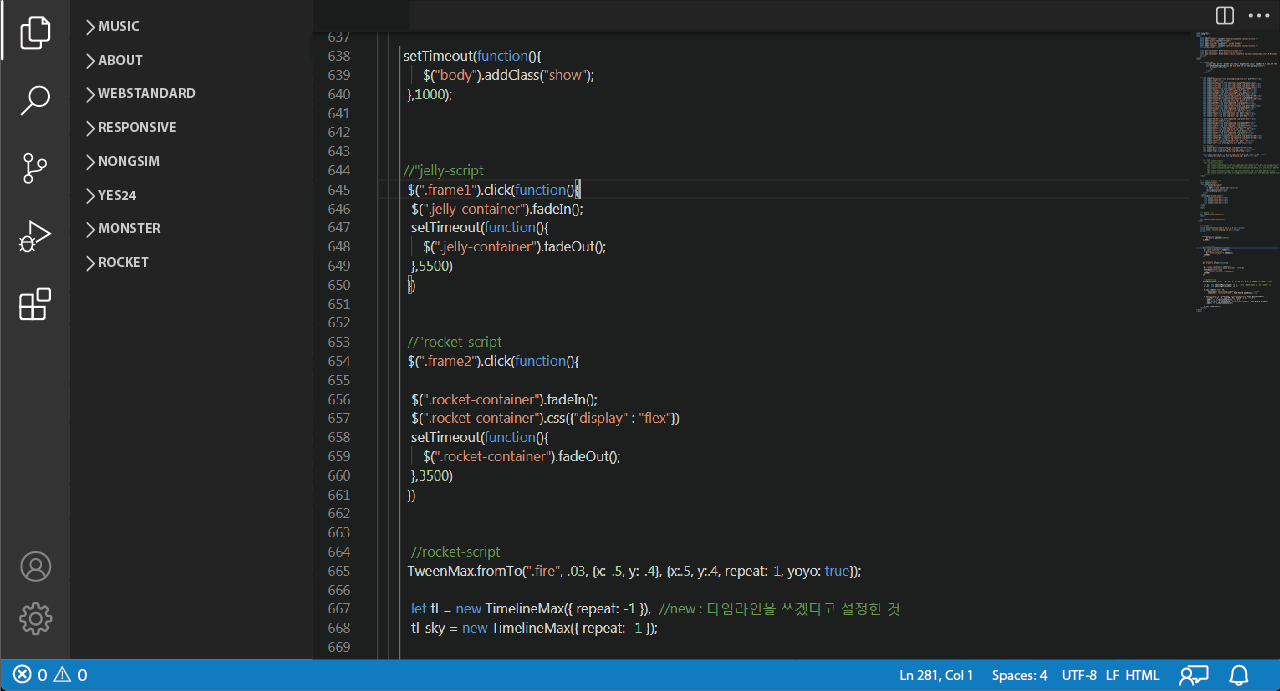 MUSIC
ABOUT
WEBSTANDARD
RESPONSIVE
NONGSIM
YES24
MONSTER
ROCKET
637
638 setTimeout(function(){
639 $("body").addClass("show");
640 },1000);
641
642
643
644 //"jelly-script
645 $(".frame1").click(function(){
646 $(".jelly-container").fadeIn();
647 setTimeout(function(){
648 $(".jelly-container").fadeOut();
649 },5500)
650 })
651
652
653 //"rocket-script
654 $(".frame2").click(function(){
655
656 $(".rocket-container").fadeIn();
657 $(".rocket-container").css({"display" : "flex"})
658 setTimeout(function(){
659 $(".rocket-container").fadeOut();
660 },3500)
661 })
662
663
664 //rocket-script
665 TweenMax.fromTo(".fire", .03, {x: -.5, y: -.4}, {x:.5, y:.4, repeat: -1, yoyo: true});
666
667 let tl = new TimelineMax({ repeat: -1 }), //new : 타임라인을 쓰겠다고 설정한 것
668 tl_sky = new TimelineMax({ repeat: -1 });
669
0 0 Ln 281, Col 1 Spaces: 4 UTF-8 LF HTML